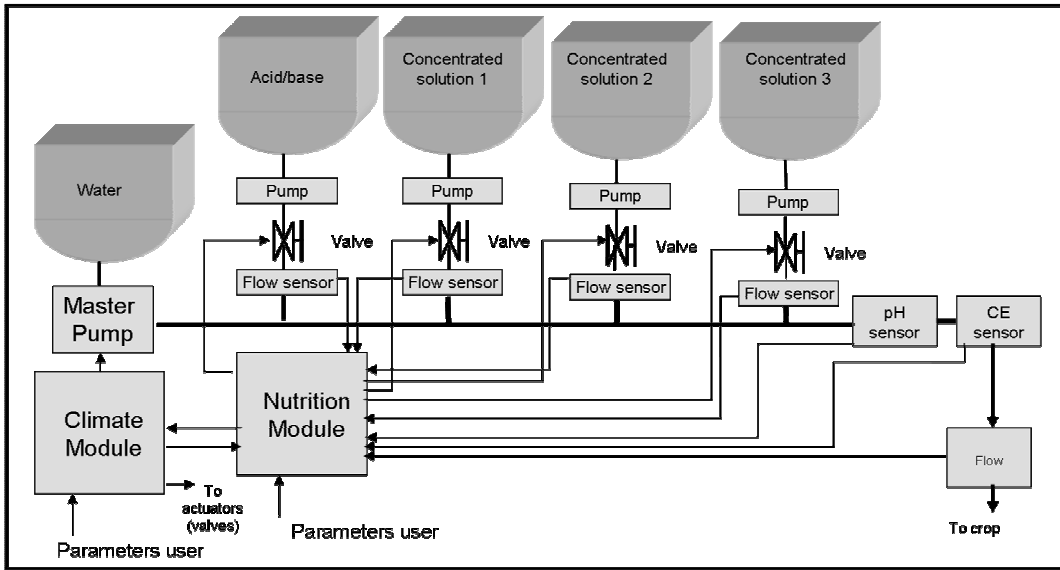 Acid/base
Concentrated
solution 1
Concentrated
solution 2
Concentrated
solution 3
Water
Pump
Pump
Pump
Pump
Valve
Valve
Valve
Valve
Flow sensor
Flow sensor
Flow sensor
Flow sensor
Master
Pump
pH
sensor
CE
sensor
Climate
Module
Nutrition
Module
Flow
To
actuators
(valves)
To crop
Parameters user
Parameters user